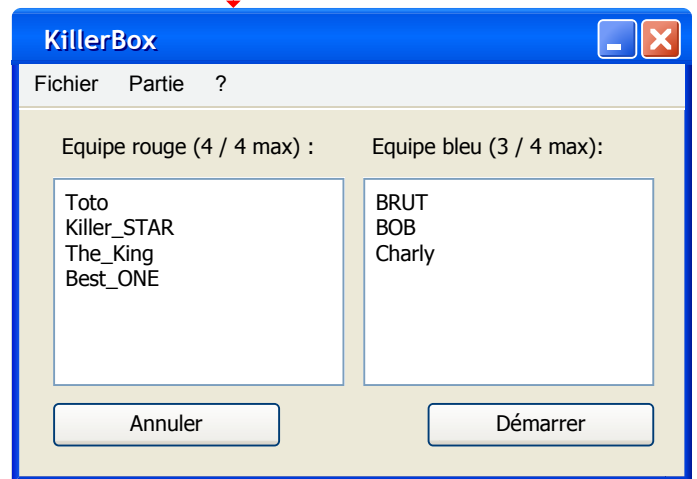 KillerBox
Fichier Partie ?
Equipe rouge (4 / 4 max) :
Equipe bleu (3 / 4 max):
Toto
Killer_STAR
The_King
Best_ONE
BRUT
BOB
Charly
Annuler
Démarrer